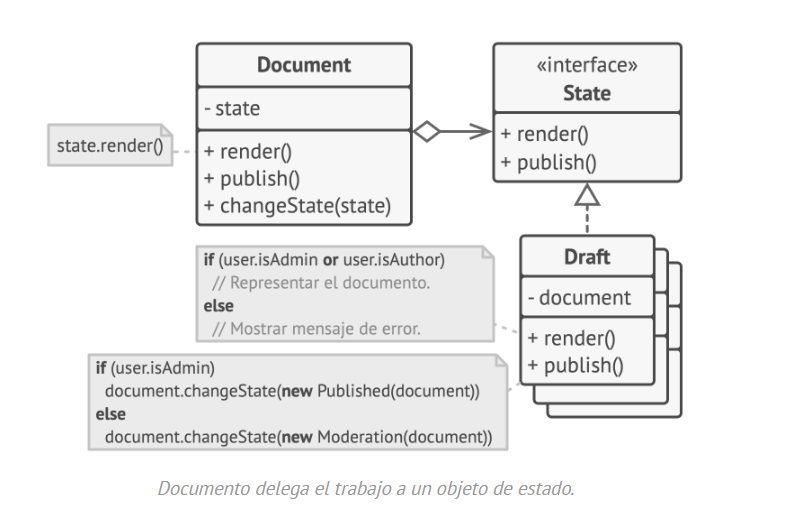 Document
- state
+ render()
+ publish()
+ changeState(state)
«interface»
State
+ render()
+ publish()
state.render()
Draft
- document
+ render()
+ publish()
if (user.isAdmin or user.isAuthor)
// Representar el documento.
else
// Mostrar mensaje de error.
if (user.isAdmin)
document.changeState(new Published(document))
else
document.changeState(new Moderation(document))
Documento delega el trabajo a un objeto de estado.